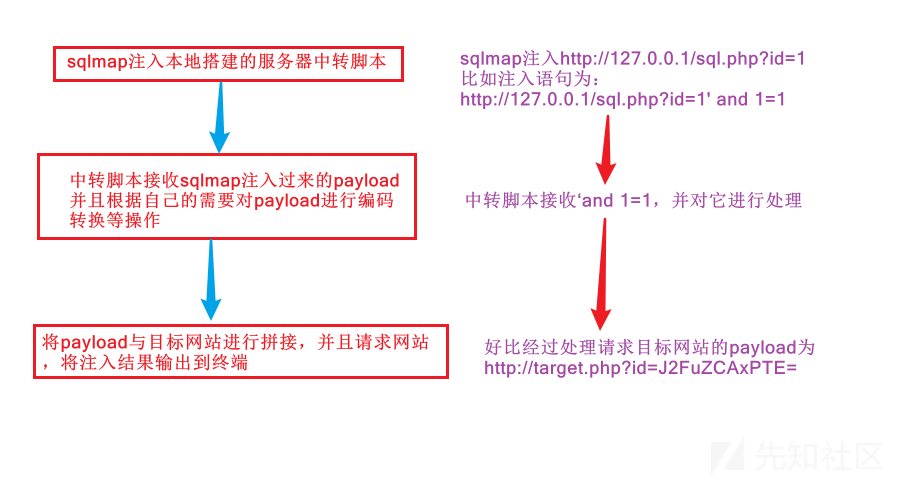 sqlmap注入本地搭建的服务器中转脚本
中转脚本接收sqlmap注入过来的payload
并且根据自己的需要对payload进行编码
转换等操作
将payload与目标网站进行拼接，并且请求网站
，将注入结果输出到终端
sqlmap注入http://127.0.0.1/sql.php?id=1
比如注入语句为：
http://127.0.0.1/sql.php?id=1' and 1=1
中转脚本接收‘and 1=1，并对它进行处理
好比经过处理请求目标网站的payload为
http://target.php?id=J2FuZCAxPTE=
先知社区